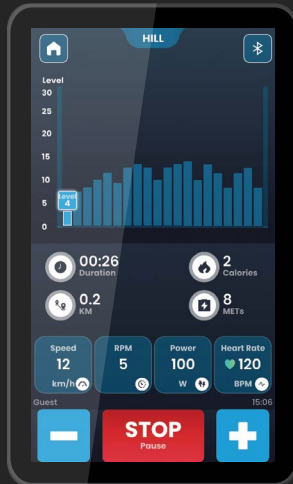 HILL
Level
30
25
20
15
10
5
0
Level
4
00:26
Duration
2
Calories
0.2
KM
8
METs
Speed
12
km/h
RPM
5
Power
100
W
Heart Rate
120
BPM
Guest
15:06
STOP
Pause